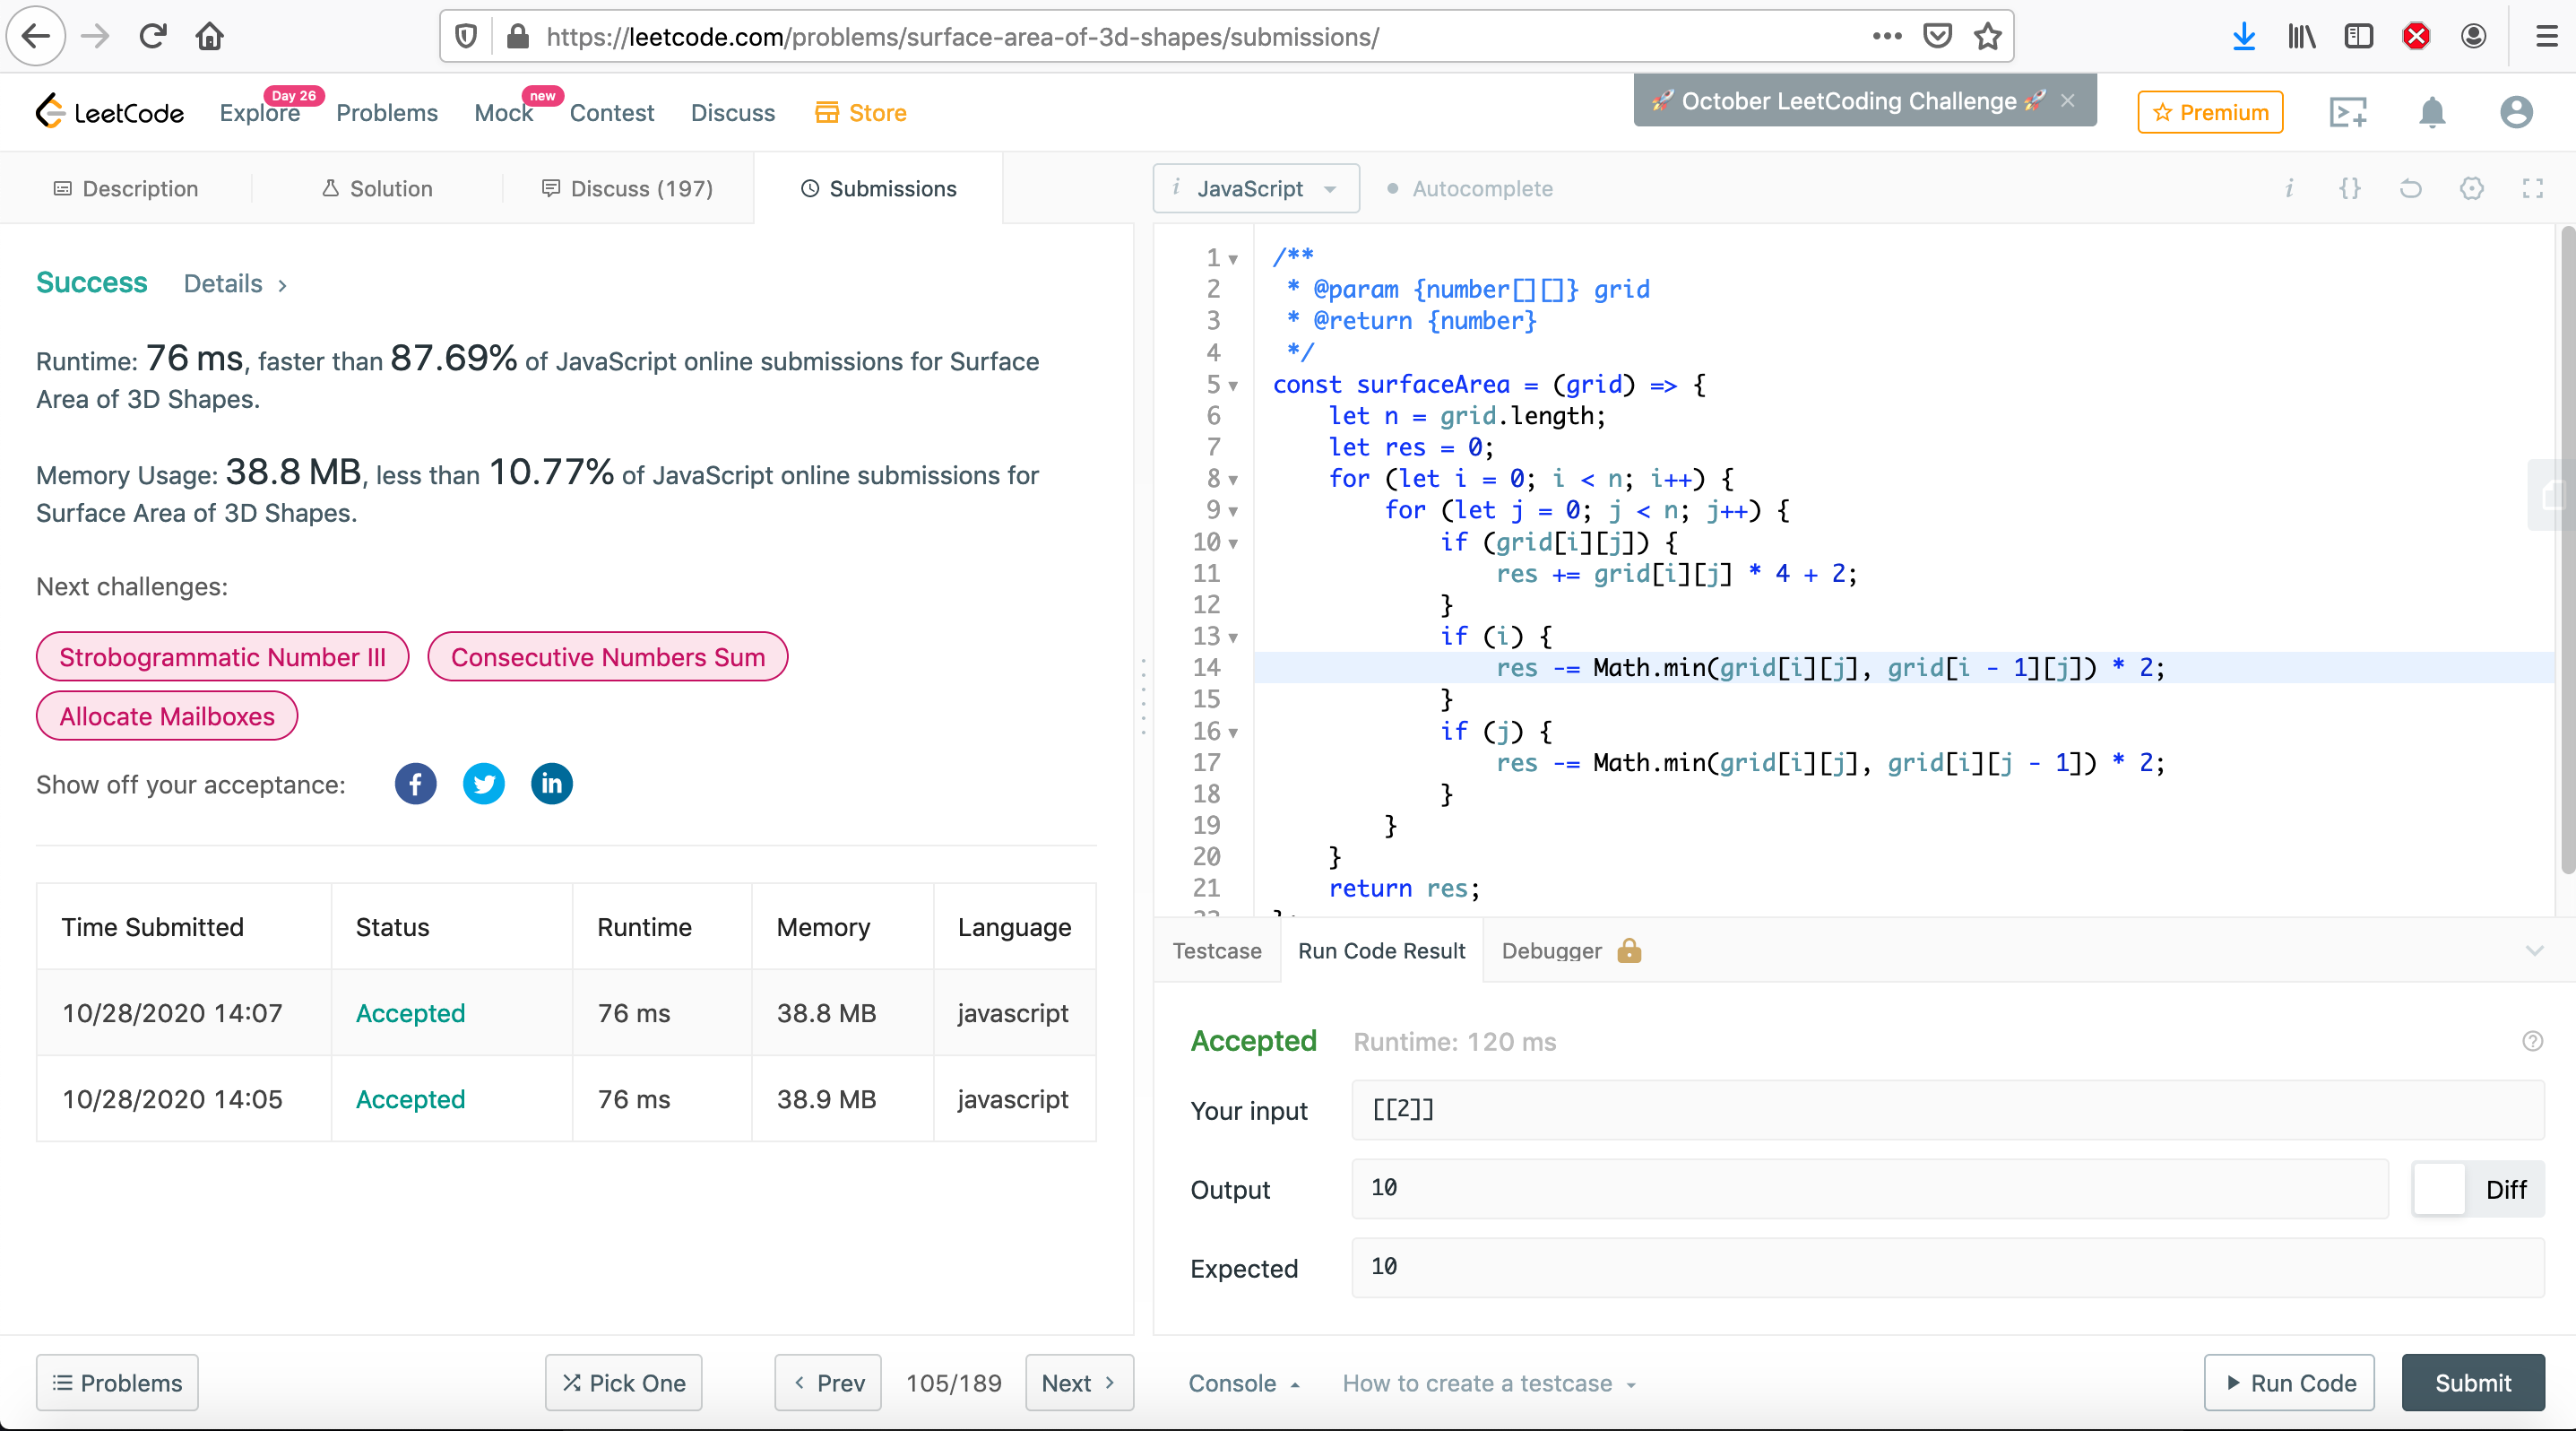 https://leetcode.com/problems/surface-area-of-3d-shapes/submissions/
LeetCode
Explore
Day 26
Problems
Mock
new
Contest
Discuss
Store
🚀 October LeetCoding Challenge 🚀 ×
Premium
Description
Solution
Discuss (197)
Submissions
i JavaScript
Autocomplete
Success Details >
Runtime: 76 ms, faster than 87.69% of JavaScript online submissions for Surface
Area of 3D Shapes.
Memory Usage: 38.8 MB, less than 10.77% of JavaScript online submissions for
Surface Area of 3D Shapes.
Next challenges:
Strobogrammatic Number III
Consecutive Numbers Sum
Allocate Mailboxes
Show off your acceptance:
Time Submitted Status Runtime Memory Language
10/28/2020 14:07 Accepted 76 ms 38.8 MB javascript
10/28/2020 14:05 Accepted 76 ms 38.9 MB javascript
1 /**
2  * @param {number[][]} grid
3  * @return {number}
4  */
5 const surfaceArea = (grid) => {
6     let n = grid.length;
7     let res = 0;
8     for (let i = 0; i < n; i++) {
9         for (let j = 0; j < n; j++) {
10             if (grid[i][j]) {
11                 res += grid[i][j] * 4 + 2;
12             }
13             if (i) {
14                 res -= Math.min(grid[i][j], grid[i - 1][j]) * 2;
15             }
16             if (j) {
17                 res -= Math.min(grid[i][j], grid[i][j - 1]) * 2;
18             }
19         }
20     }
21     return res;
Testcase
Run Code Result
Debugger
Accepted Runtime: 120 ms
Your input [[2]]
Output 10
Diff
Expected 10
Problems
Pick One
< Prev
105/189
Next >
Console
How to create a testcase
Run Code
Submit